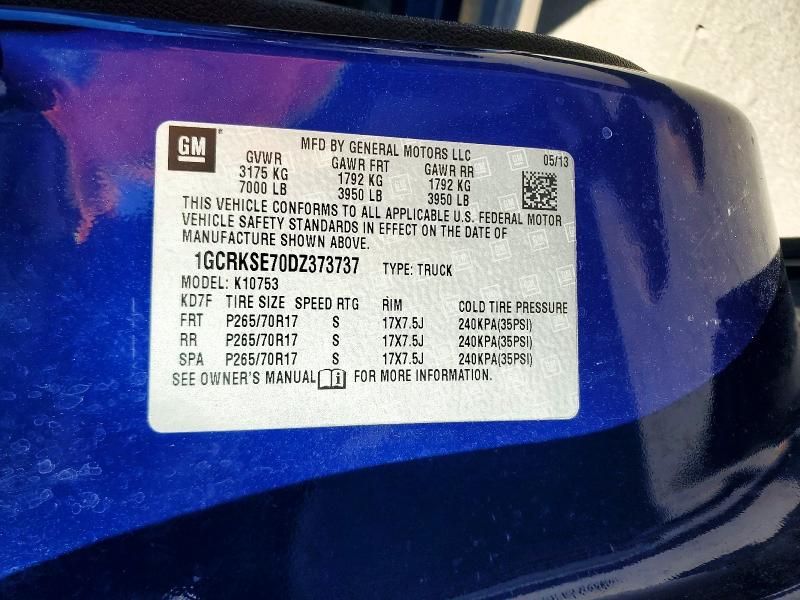 GM
MFD BY GENERAL MOTORS LLC 05/13
GVWR GAWR FRT GAWR RR
3175 KG 1792 KG 1792 KG
7000 LB 3950 LB 3950 LB
THIS VEHICLE CONFORMS TO ALL APPLICABLE U.S. FEDERAL MOTOR
VEHICLE SAFETY STANDARDS IN EFFECT ON THE DATE OF
MANUFACTURE SHOWN ABOVE.
1GCRKSE70DZ373737 TYPE: TRUCK
MODEL: K10753
KD7F TIRE SIZE SPEED RTG RIM COLD TIRE PRESSURE
FRT P265/70R17 S 17X7.5J 240KPA(35PSI)
RR P265/70R17 S 17X7.5J 240KPA(35PSI)
SPA P265/70R17 S 17X7.5J 240KPA(35PSI)
SEE OWNER'S MANUAL FOR MORE INFORMATION.